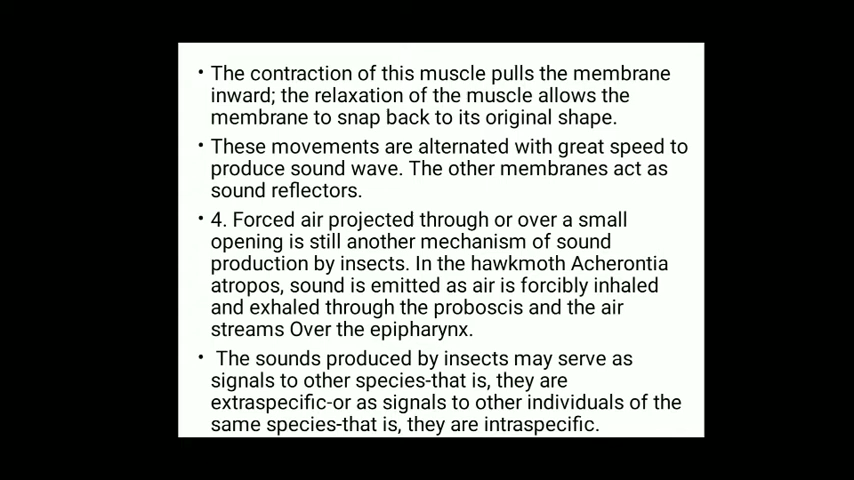 • The contraction of this muscle pulls the membrane
inward; the relaxation of the muscle allows the
membrane to snap back to its original shape.
• These movements are alternated with great speed to
produce sound wave. The other membranes act as
sound reflectors.
• 4. Forced air projected through or over a small
opening is still another mechanism of sound
production by insects. In the hawkmoth Acherontia
atropos, sound is emitted as air is forcibly inhaled
and exhaled through the proboscis and the air
streams Over the epipharynx.
• The sounds produced by insects may serve as
signals to other species-that is, they are
extraspecific-or as signals to other individuals of the
same species-that is, they are intraspecific.